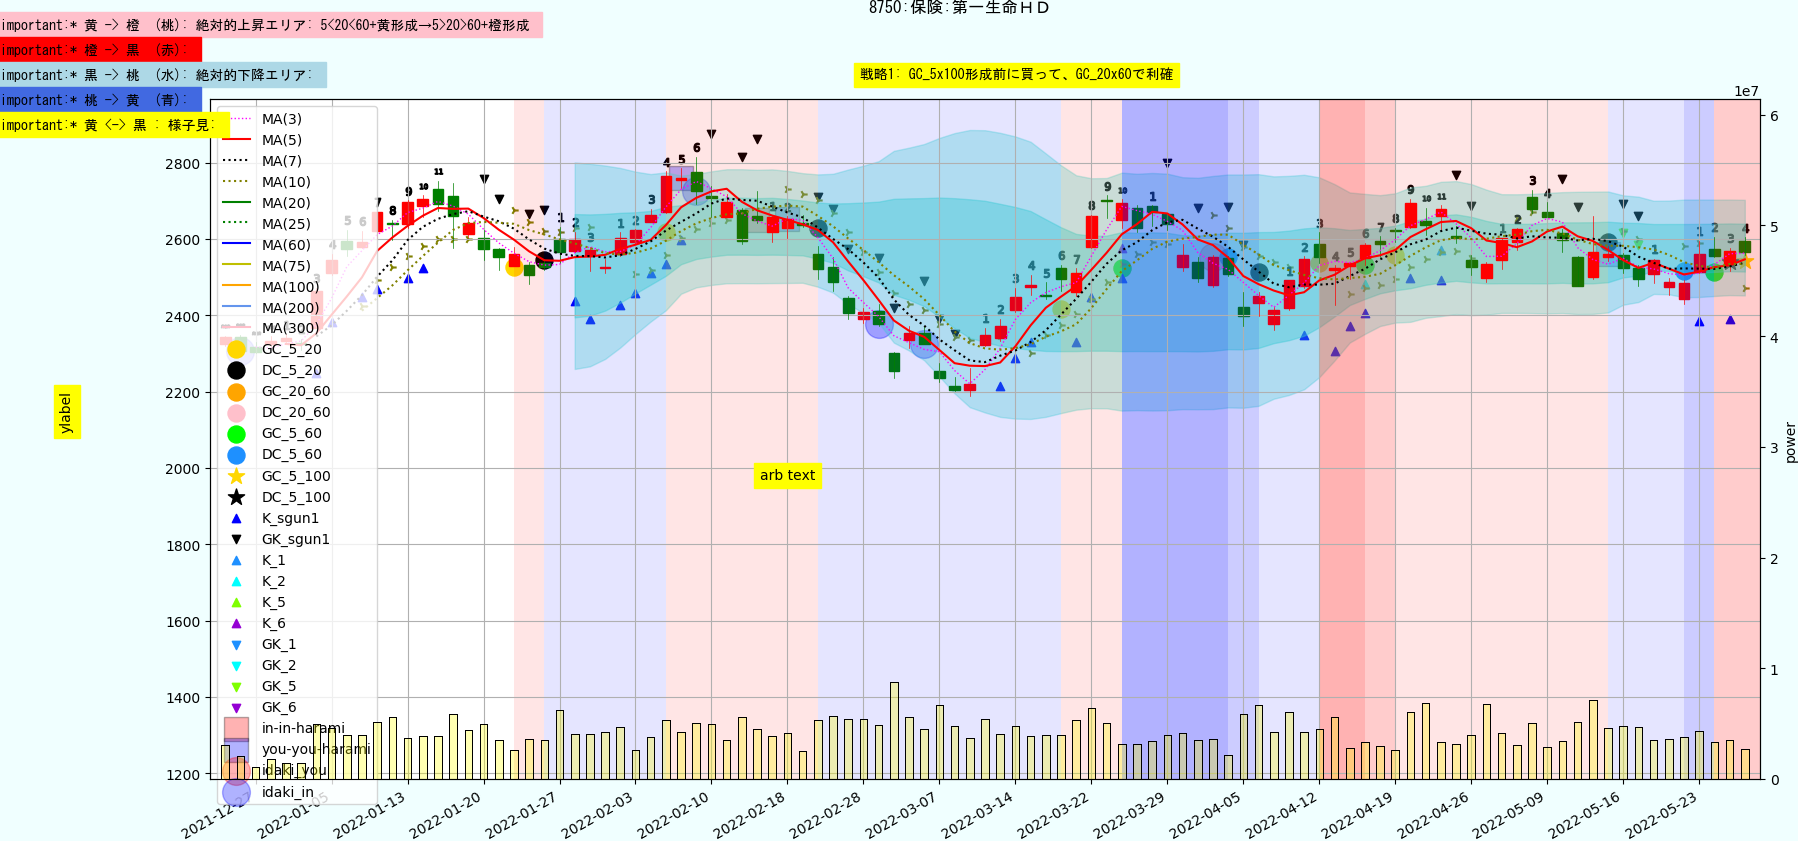 8750:保険:第一生命ＨＤ
important:* 黄 -> 橙 (桃): 絶対的上昇エリア: 5<20<60+黄形成→5>20>60+橙形成
important:* 橙 -> 黒 (赤):
important:* 黒 -> 桃 (水): 絶対的下降エリア:
important:* 桃 -> 黄 (青):
important:* 黄 <-> 黒 : 様子見:
戦略1: GC_5x100形成前に買って、GC_20x60で利確
1e7
MA(3)
MA(5)
MA(7)
MA(10)
MA(20)
MA(25)
MA(60)
MA(75)
MA(100)
MA(200)
MA(300)
GC_5_20
DC_5_20
GC_20_60
DC_20_60
GC_5_60
DC_5_60
GC_5_100
DC_5_100
K_sgun1
GK_sgun1
K_1
K_2
K_5
K_6
GK_1
GK_2
GK_5
GK_6
in-in-harami
you-you-harami
idaki_you
idaki_in
2800
2600
2400
2200
2000
1800
1600
1400
1200
ylabel
arb text
6
5
4
3
2
1
0
power
2021-12-27
2022-01-05
2022-01-13
2022-01-20
2022-01-27
2022-02-03
2022-02-10
2022-02-18
2022-02-28
2022-03-07
2022-03-14
2022-03-22
2022-03-29
2022-04-05
2022-04-12
2022-04-19
2022-04-26
2022-05-09
2022-05-16
2022-05-23